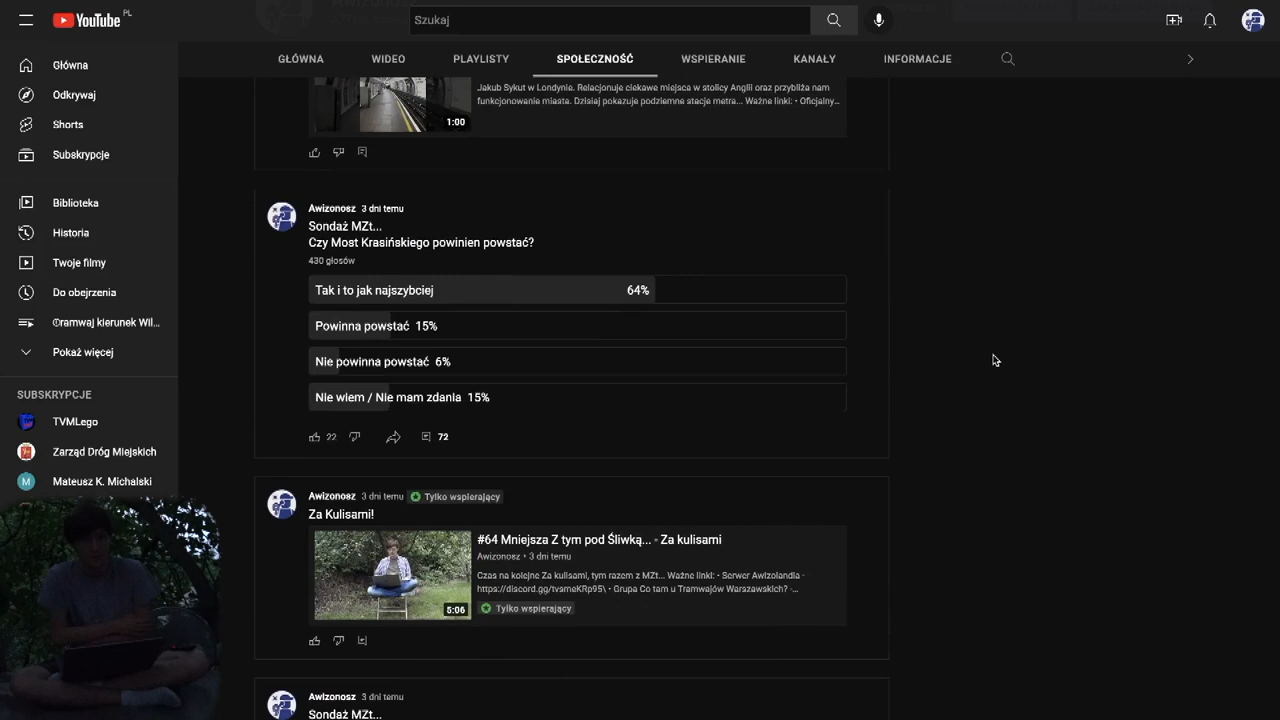 YouTube PL
Szukaj
GŁÓWNA WIDEO PLAYLISTY SPOŁECZNOŚĆ WSPIERANIE KANAŁY INFORMACJE
Główna
Odkrywaj
Shorts
Subskrypcje
Biblioteka
Historia
Twoje filmy
Do obejrzenia
Tramwaj kierunek Wil...
Pokaż więcej
SUBSKRYPCJE
TVMLego
Zarząd Dróg Miejskich
M Mateusz K. Michalski
Jakub Sykut w Londynie. Relacjonuje ciekawe miejsca w stolicy Anglii oraz przybliża nam
funkcjonowanie miasta. Dzisiaj pokazuje podziemne stacje metra... Ważne linki: • Oficjalny...
1:00
Awizonosz 3 dni temu
Sondaż MZt...
Czy Most Krasińskiego powinien powstać?
430 głosów
Tak i to jak najszybciej 64%
Powinna powstać 15%
Nie powinna powstać 6%
Nie wiem / Nie mam zdania 15%
22 72
Awizonosz 3 dni temu Tylko wspierający
Za Kulisami!
#64 Mniejsza Z tym pod Śliwką... - Za kulisami
Awizonosz • 3 dni temu
Czas na kolejne Za kulisami, tym razem z MZt... Ważne linki: • Serwer Awizolandia ·
https://discord.gg/tvsmeKRp95\ • Grupa Co tam u Tramwajów Warszawskich? ·...
5:06
Tylko wspierający
Awizonosz 3 dni temu
Sondaż MZt...